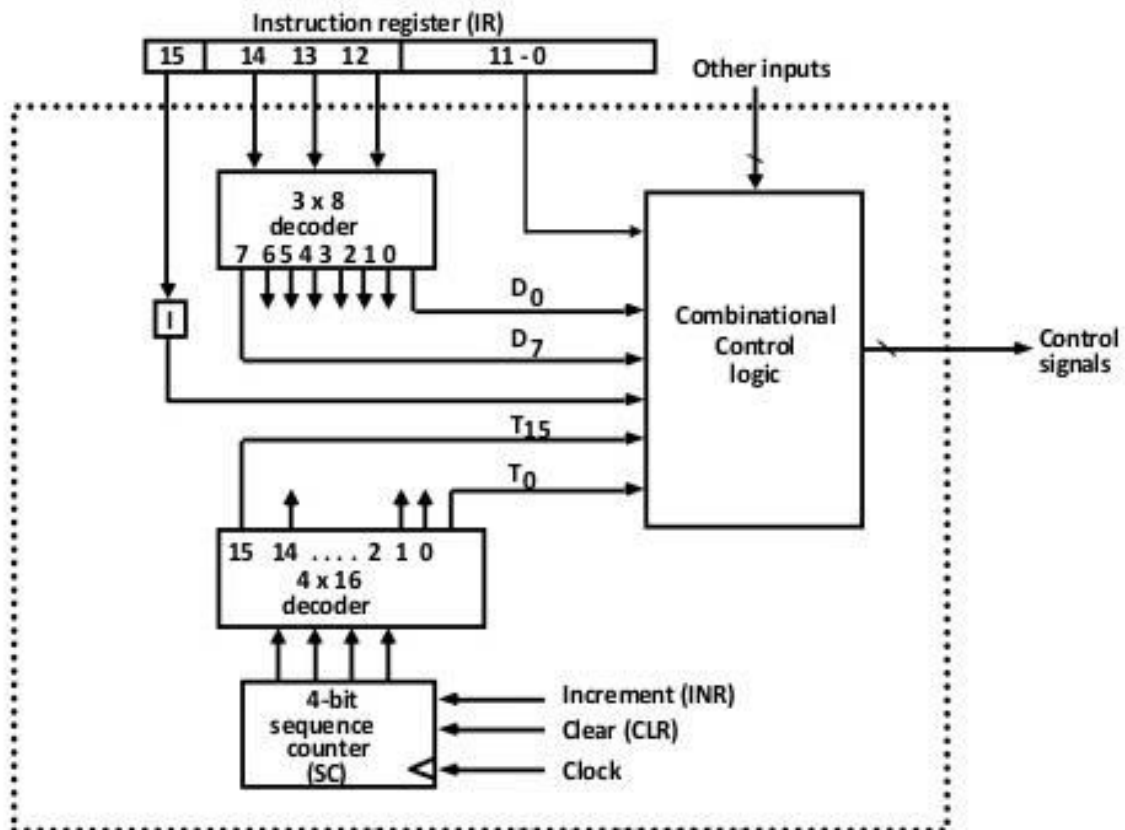 Instruction register (IR)
15 14 13 12 11 - 0
Other inputs
3 x 8
decoder
7 6 5 4 3 2 1 0
D0
I
D7
Combinational
Control
logic
Control
signals
T15
T0
15 14 .... 2 1 0
4 x 16
decoder
4-bit
sequence
counter
(SC)
Increment (INR)
Clear (CLR)
Clock